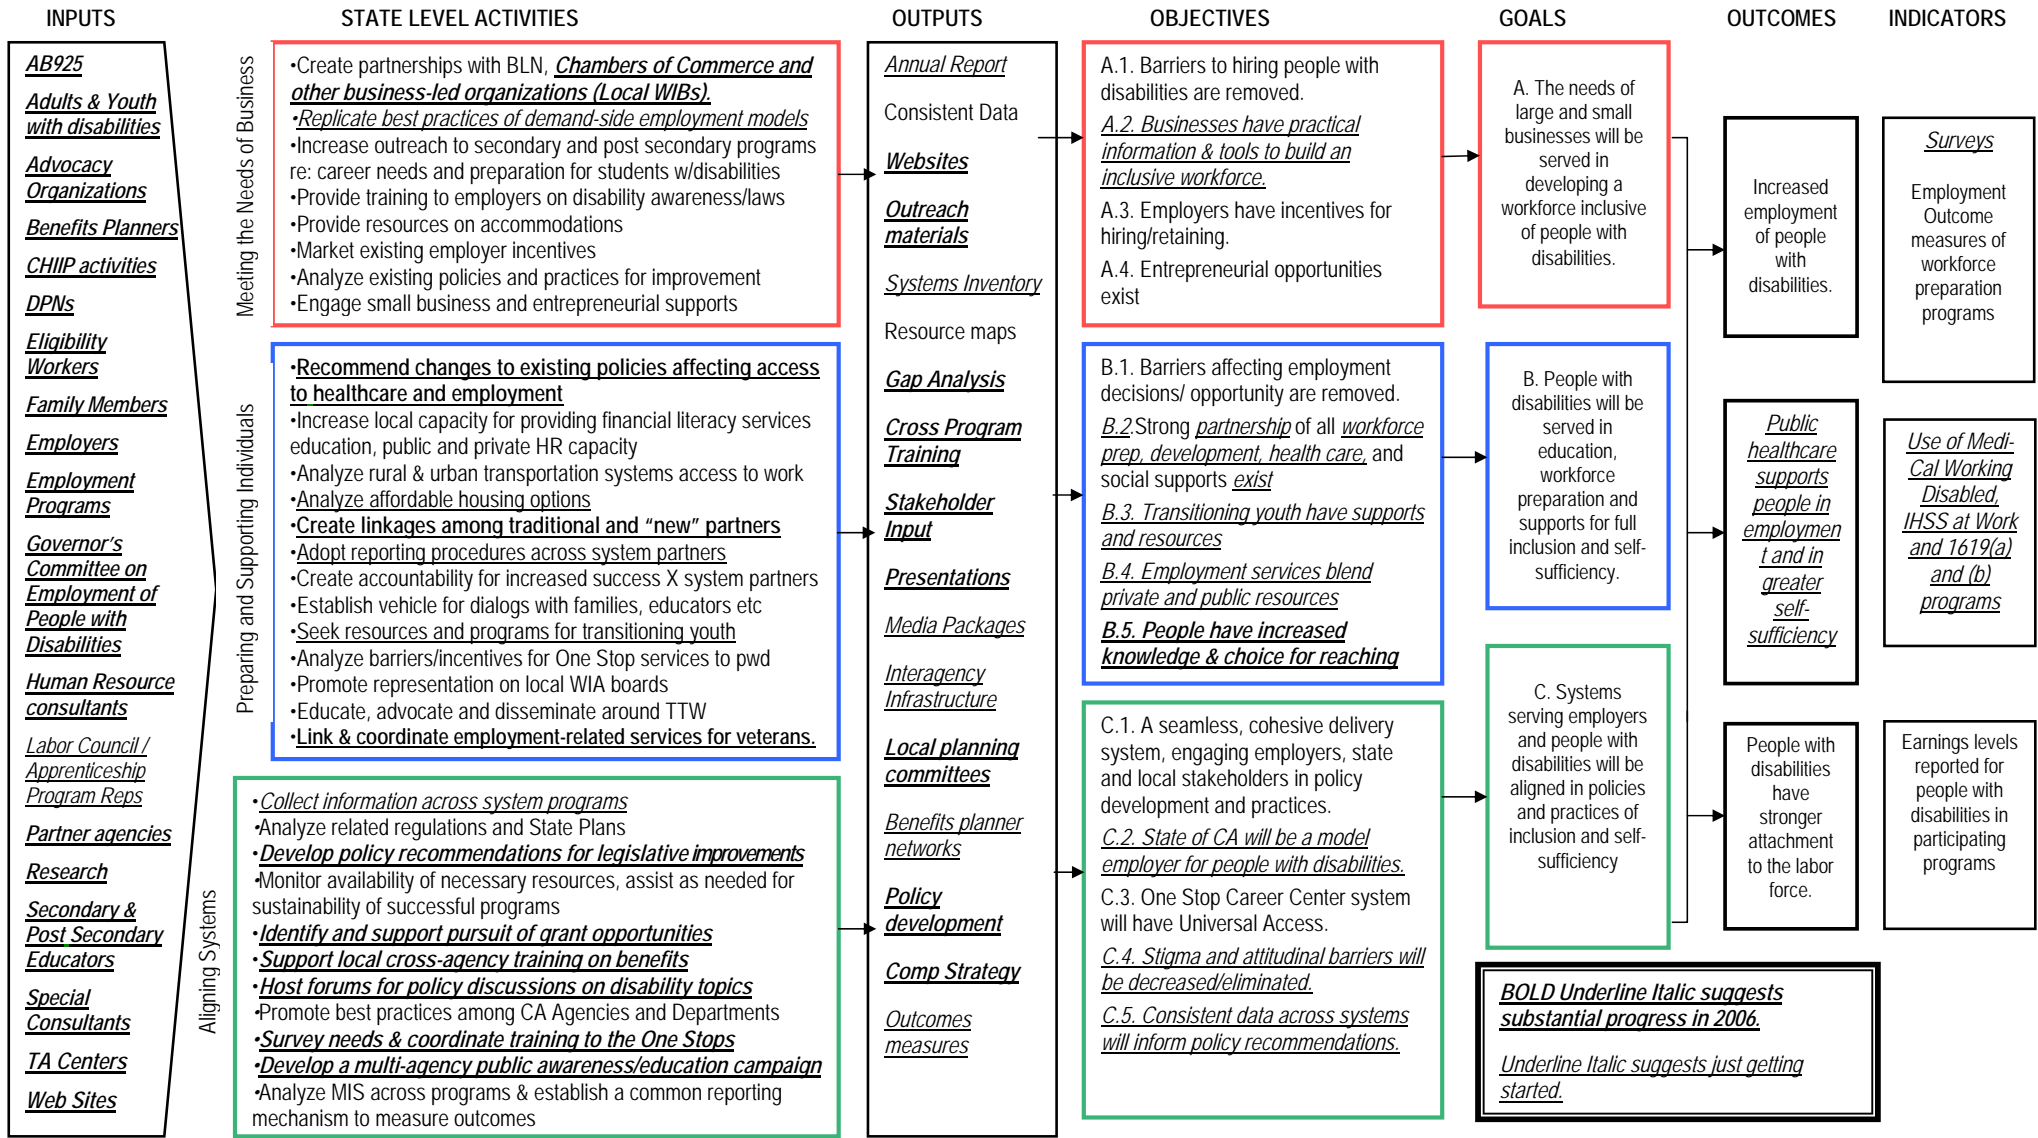 INPUTS
STATE LEVEL ACTIVITIES
OUTPUTS
OBJECTIVES
GOALS
OUTCOMES
INDICATORS
AB925
Adults & Youth
with disabilities
Advocacy
Organizations
Benefits Planners
CHIIP activities
DPNs
Eligibility
Workers
Family Members
Employers
Employment
Programs
Governor's
Committee on
Employment of
People with
Disabilities
Human Resource
consultants
Labor Council /
Apprenticeship
Program Reps
Partner agencies
Research
Secondary &
Post Secondary
Educators
Special
Consultants
TA Centers
Web Sites
Meeting the Needs of Business
•Create partnerships with BLN, Chambers of Commerce and
other business-led organizations (Local WIBs).
•Replicate best practices of demand-side employment models
•Increase outreach to secondary and post secondary programs
re: career needs and preparation for students w/disabilities
•Provide training to employers on disability awareness/laws
•Provide resources on accommodations
•Market existing employer incentives
•Analyze existing policies and practices for improvement
•Engage small business and entrepreneurial supports
Preparing and Supporting Individuals
•Recommend changes to existing policies affecting access
to healthcare and employment
•Increase local capacity for providing financial literacy services
education, public and private HR capacity
•Analyze rural & urban transportation systems access to work
•Analyze affordable housing options
•Create linkages among traditional and “new” partners
•Adopt reporting procedures across system partners
•Create accountability for increased success X system partners
•Establish vehicle for dialogs with families, educators etc
•Seek resources and programs for transitioning youth
•Analyze barriers/incentives for One Stop services to pwd
•Promote representation on local WIA boards
•Educate, advocate and disseminate around TTW
•Link & coordinate employment-related services for veterans.
Aligning Systems
•Collect information across system programs
•Analyze related regulations and State Plans
•Develop policy recommendations for legislative improvements
•Monitor availability of necessary resources, assist as needed for
sustainability of successful programs
•Identify and support pursuit of grant opportunities
•Support local cross-agency training on benefits
•Host forums for policy discussions on disability topics
•Promote best practices among CA Agencies and Departments
•Survey needs & coordinate training to the One Stops
•Develop a multi-agency public awareness/education campaign
•Analyze MIS across programs & establish a common reporting
mechanism to measure outcomes
Annual Report
Consistent Data
Websites
Outreach
materials
Systems Inventory
Resource maps
Gap Analysis
Cross Program
Training
Stakeholder
Input
Presentations
Media Packages
Interagency
Infrastructure
Local planning
committees
Benefits planner
networks
Policy
development
Comp Strategy
Outcomes
measures
A.1. Barriers to hiring people with
disabilities are removed.
A.2. Businesses have practical
information & tools to build an
inclusive workforce.
A.3. Employers have incentives for
hiring/retaining.
A.4. Entrepreneurial opportunities
exist
B.1. Barriers affecting employment
decisions/ opportunity are removed.
B.2.Strong partnership of all workforce
prep, development, health care, and
social supports exist
B.3. Transitioning youth have supports
and resources
B.4. Employment services blend
private and public resources
B.5. People have increased
knowledge & choice for reaching
C.1. A seamless, cohesive delivery
system, engaging employers, state
and local stakeholders in policy
development and practices.
C.2. State of CA will be a model
employer for people with disabilities.
C.3. One Stop Career Center system
will have Universal Access.
C.4. Stigma and attitudinal barriers will
be decreased/eliminated.
C.5. Consistent data across systems
will inform policy recommendations.
A. The needs of
large and small
businesses will be
served in
developing a
workforce inclusive
of people with
disabilities.
B. People with
disabilities will be
served in
education,
workforce
preparation and
supports for full
inclusion and self-
sufficiency.
C. Systems
serving employers
and people with
disabilities will be
aligned in policies
and practices of
inclusion and self-
sufficiency
Increased
employment
of people
with
disabilities.
Public
healthcare
supports
people in
employmen
t and in
greater
self-
sufficiency
People with
disabilities
have
stronger
attachment
to the labor
force.
Surveys
Employment
Outcome
measures of
workforce
preparation
programs
Use of Medi-
Cal Working
Disabled,
IHSS at Work
and 1619(a)
and (b)
programs
Earnings levels
reported for
people with
disabilities in
participating
programs
BOLD Underline Italic suggests
substantial progress in 2006.
Underline Italic suggests just getting
started.